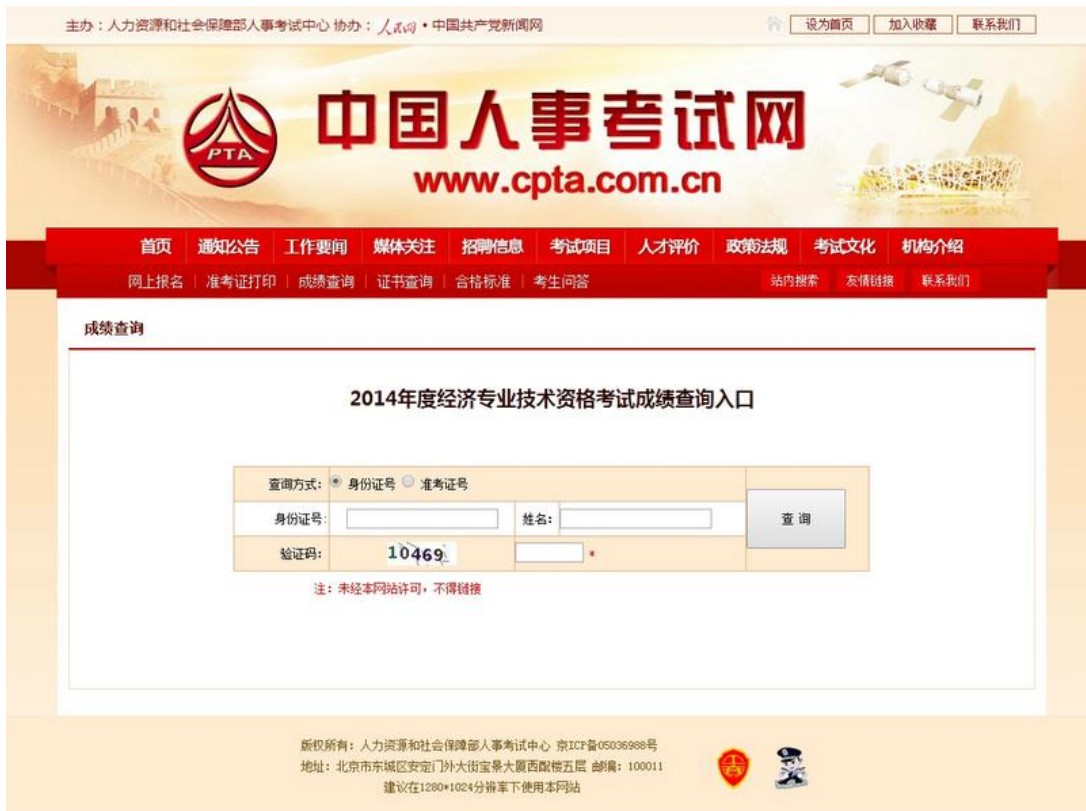 主办：人力资源和社会保障部人事考试中心 协办：人民网·中国共产党新闻网 设为首页 加入收藏 联系我们
PTA
中国人事考试网
www.cpta.com.cn
首页 通知公告 工作要闻 媒体关注 招聘信息 考试项目 人才评价 政策法规 考试文化 机构介绍
网上报名 | 准考证打印 | 成绩查询 | 证书查询 | 合格标准 | 考生问答 站内搜索 友情链接 联系我们
成绩查询
2014年度经济专业技术资格考试成绩查询入口
查询方式： 身份证号 准考证号
身份证号： 姓名： 查 询
验证码： 10469 *
注：未经本网站许可，不得链接
版权所有：人力资源和社会保障部人事考试中心 京ICP备05036988号
地址：北京市东城区安定门外大街宝景大厦西配楼五层 邮编：100011
建议在1280*1024分辨率下使用本网站